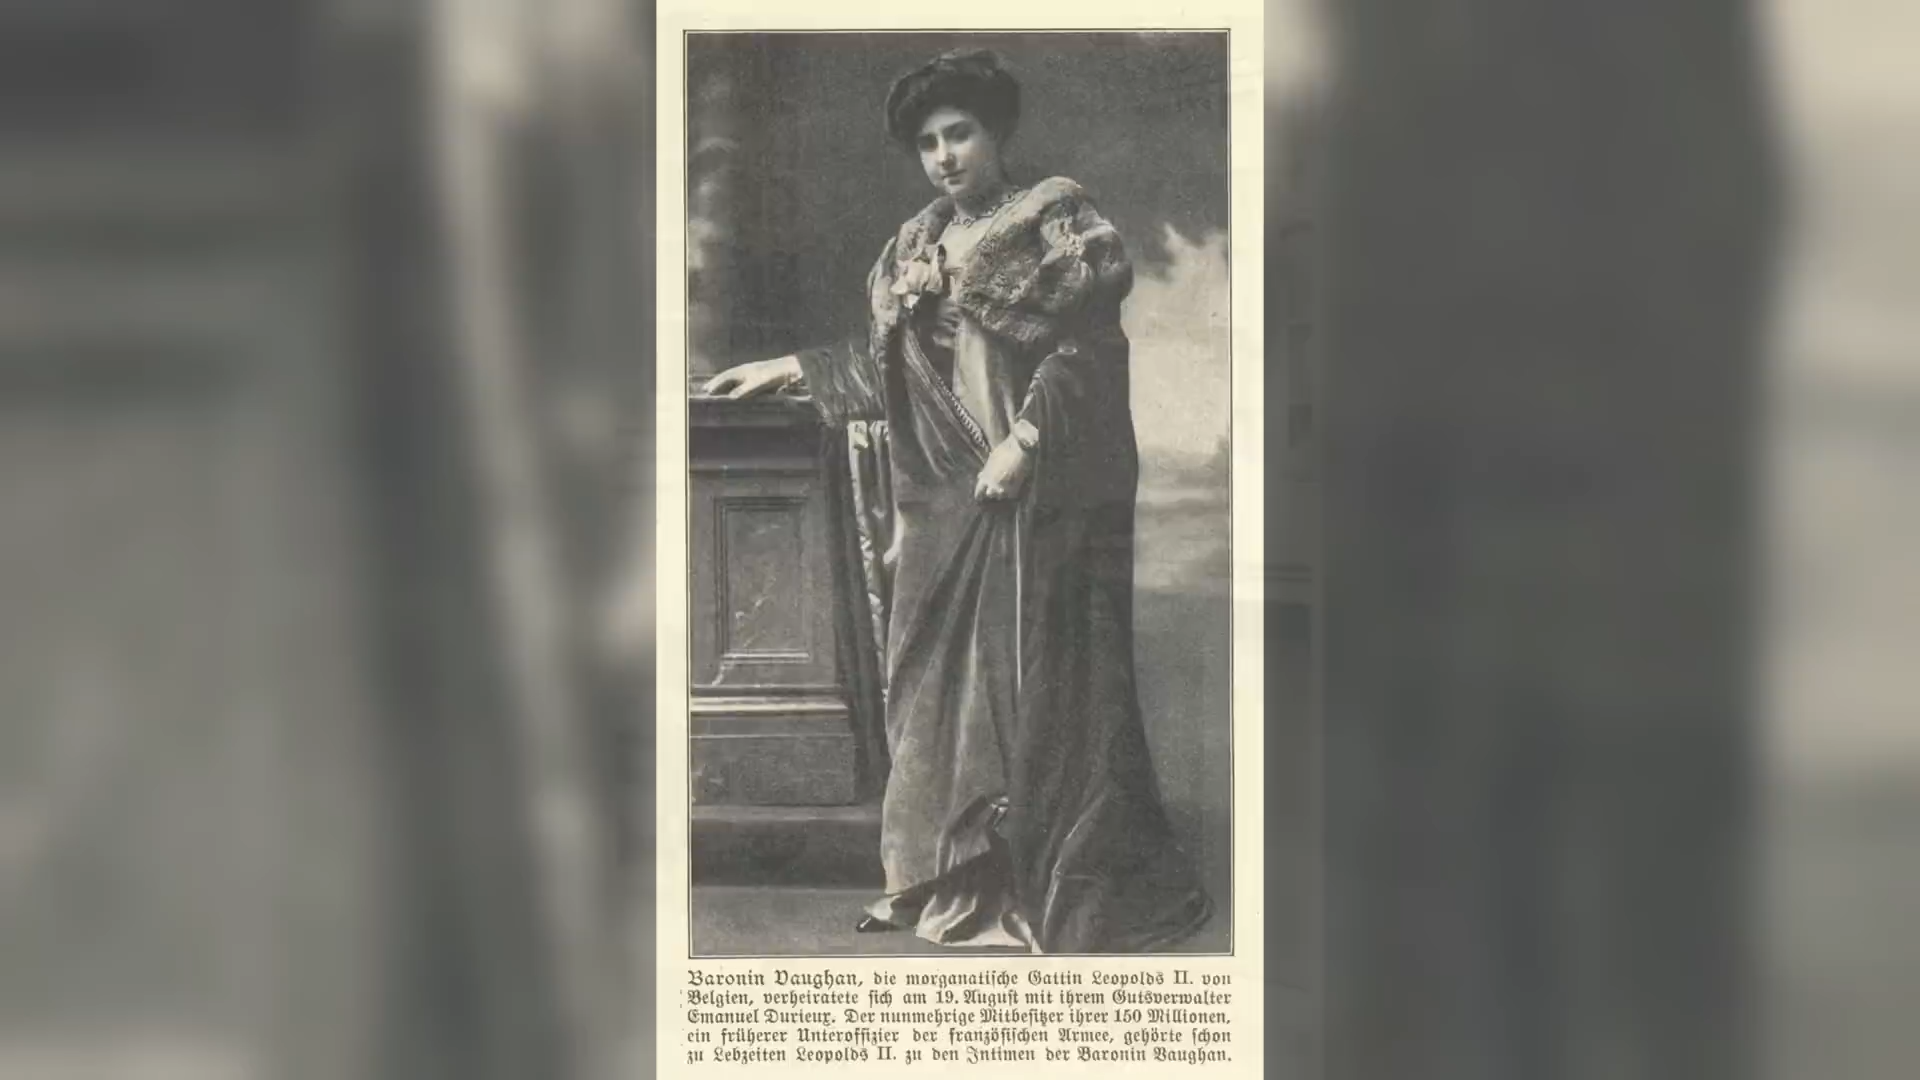 Baronin Vaughan, die morganatische Gattin Leopolds II. von
Belgien, verheiratete sich am 19. August mit ihrem Gutsverwalter
Emanuel Durieux. Der nunmehrige Mitbesitzer ihrer 150 Millionen,
ein früherer Unteroffizier der französischen Armee, gehörte schon
zu Lebzeiten Leopolds II. zu den Intimen der Baronin Vaughan.